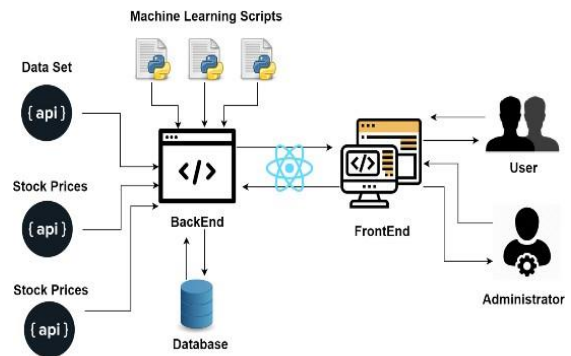 Machine Learning Scripts
Data Set
{ api }
Stock Prices
{ api }
Stock Prices
{ api }
</>
BackEnd
Database
</>
FrontEnd
User
Administrator